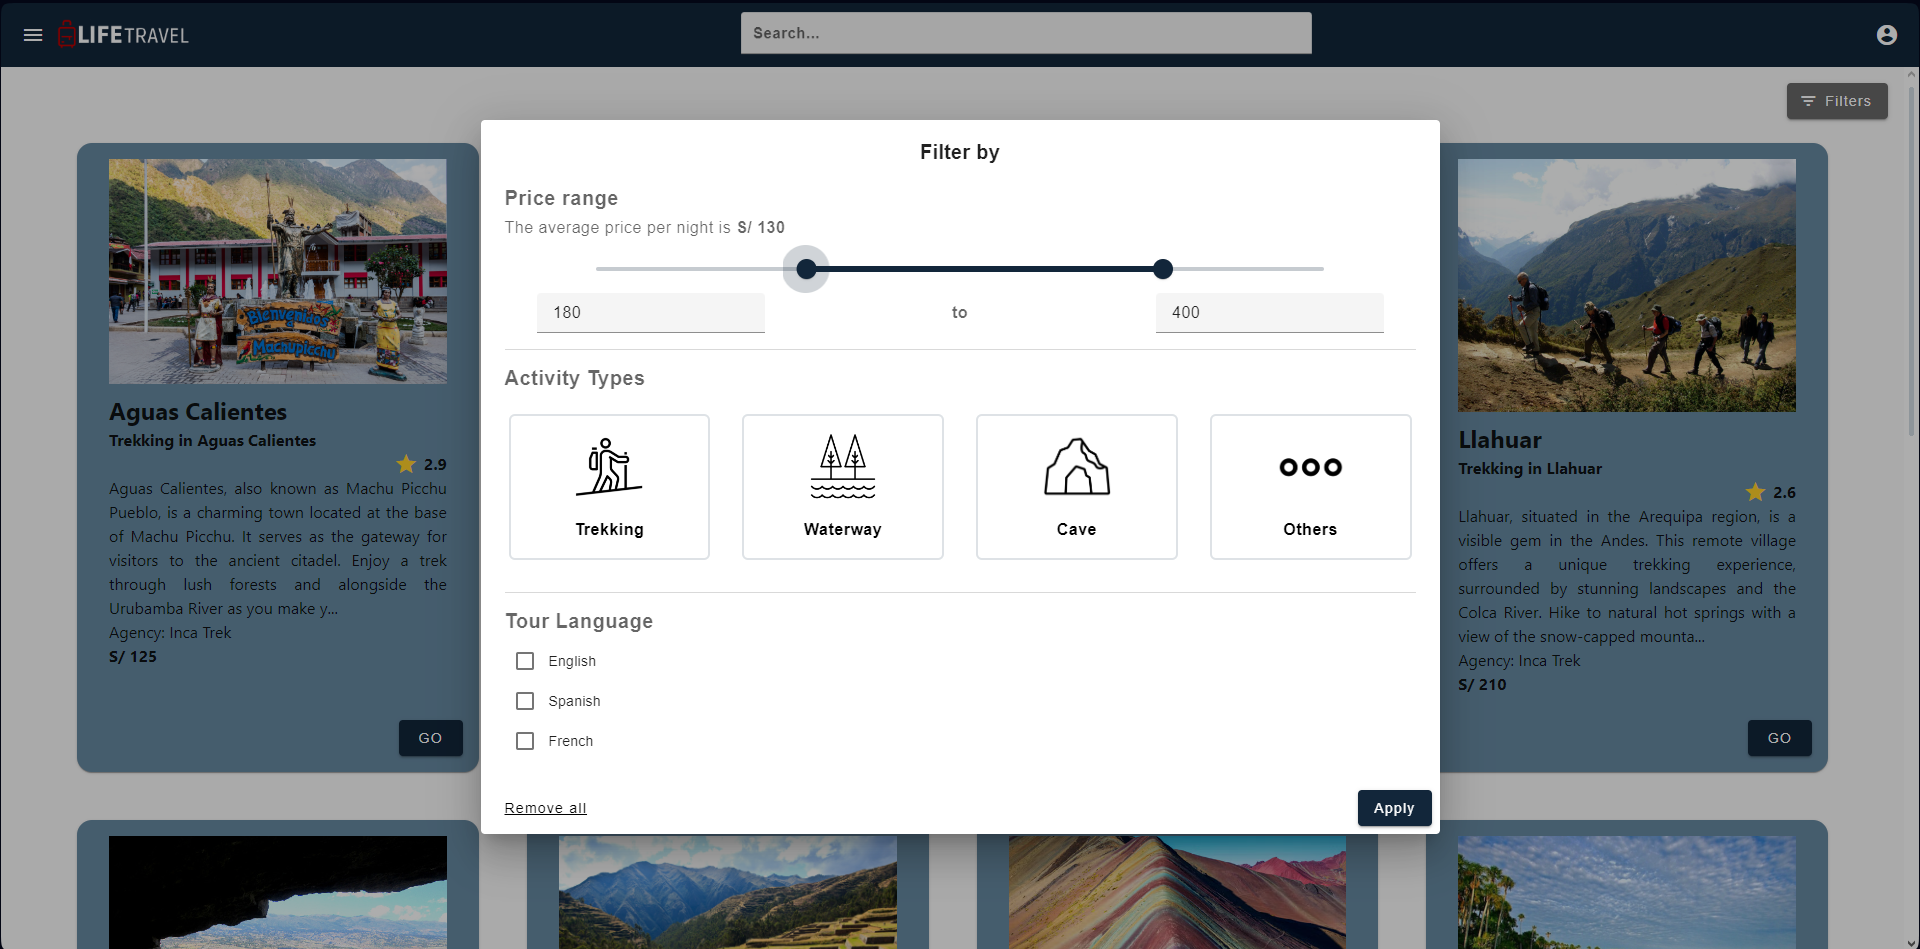 LIFETRAVEL
Search...
Filters
Filter by
Price range
The average price per night is S/ 130
180
to
400
Activity Types
Trekking
Waterway
Cave
Others
Tour Language
English
Spanish
French
Remove all
Apply
Bienvenidos
Machupicchu
Aguas Calientes
Trekking in Aguas Calientes
2.9
Aguas Calientes, also known as Machu Picchu
Pueblo, is a charming town located at the base
of Machu Picchu. It serves as the gateway for
visitors to the ancient citadel. Enjoy a trek
through lush forests and alongside the
Urubamba River as you make y...
Agency: Inca Trek
S/ 125
GO
Llahuar
Trekking in Llahuar
2.6
Llahuar, situated in the Arequipa region, is a
visible gem in the Andes. This remote village
offers a unique trekking experience,
surrounded by stunning landscapes and the
Colca River. Hike to natural hot springs with a
view of the snow-capped mounta...
Agency: Inca Trek
S/ 210
GO